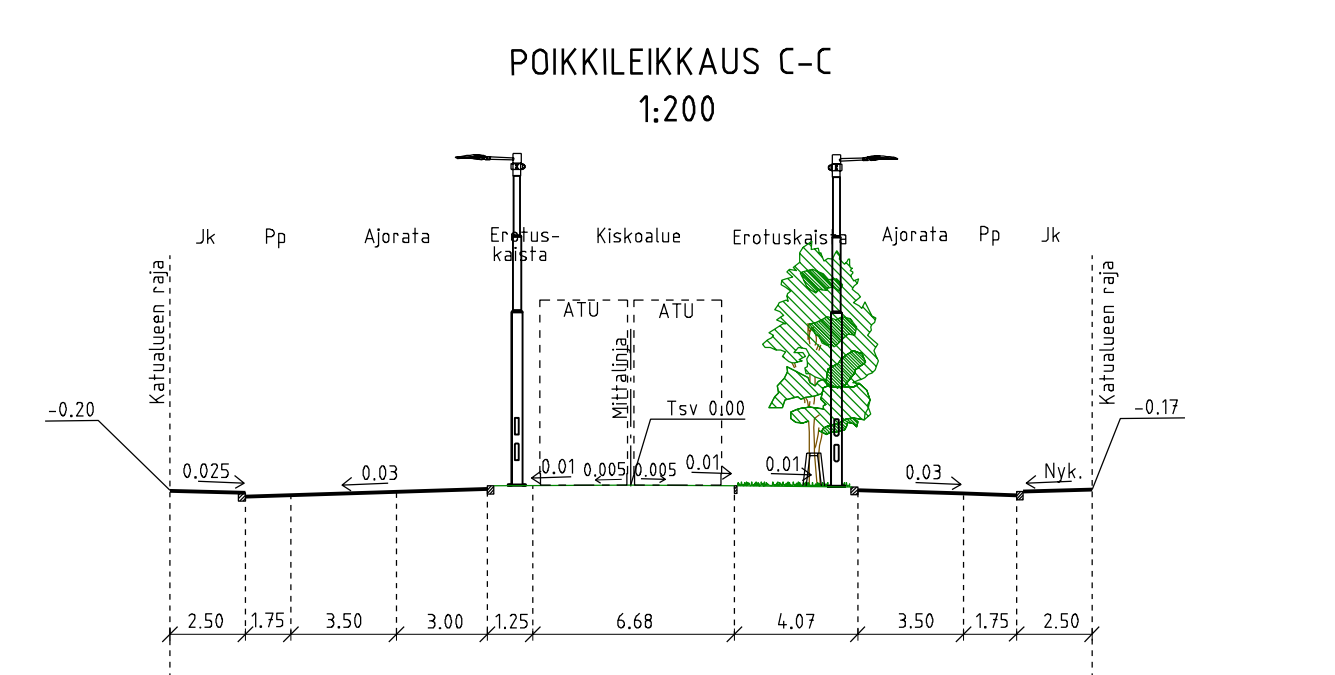 POIKKILEIKKAUS C-C
1:200
Jk
Pp
Ajorata
Erotus-
kaista
Kiskoalue
Erotuskaista
Ajorata
Pp
Jk
Katualueen raja
ATU
ATU
Mittalinja
Katualueen raja
-0.20
Tsv 0.00
-0.17
0.025
0.03
0.01
0.005
0.005
0.01
0.01
0.03
Nyk.
2.50
1.75
3.50
3.00
1.25
6.68
4.07
3.50
1.75
2.50